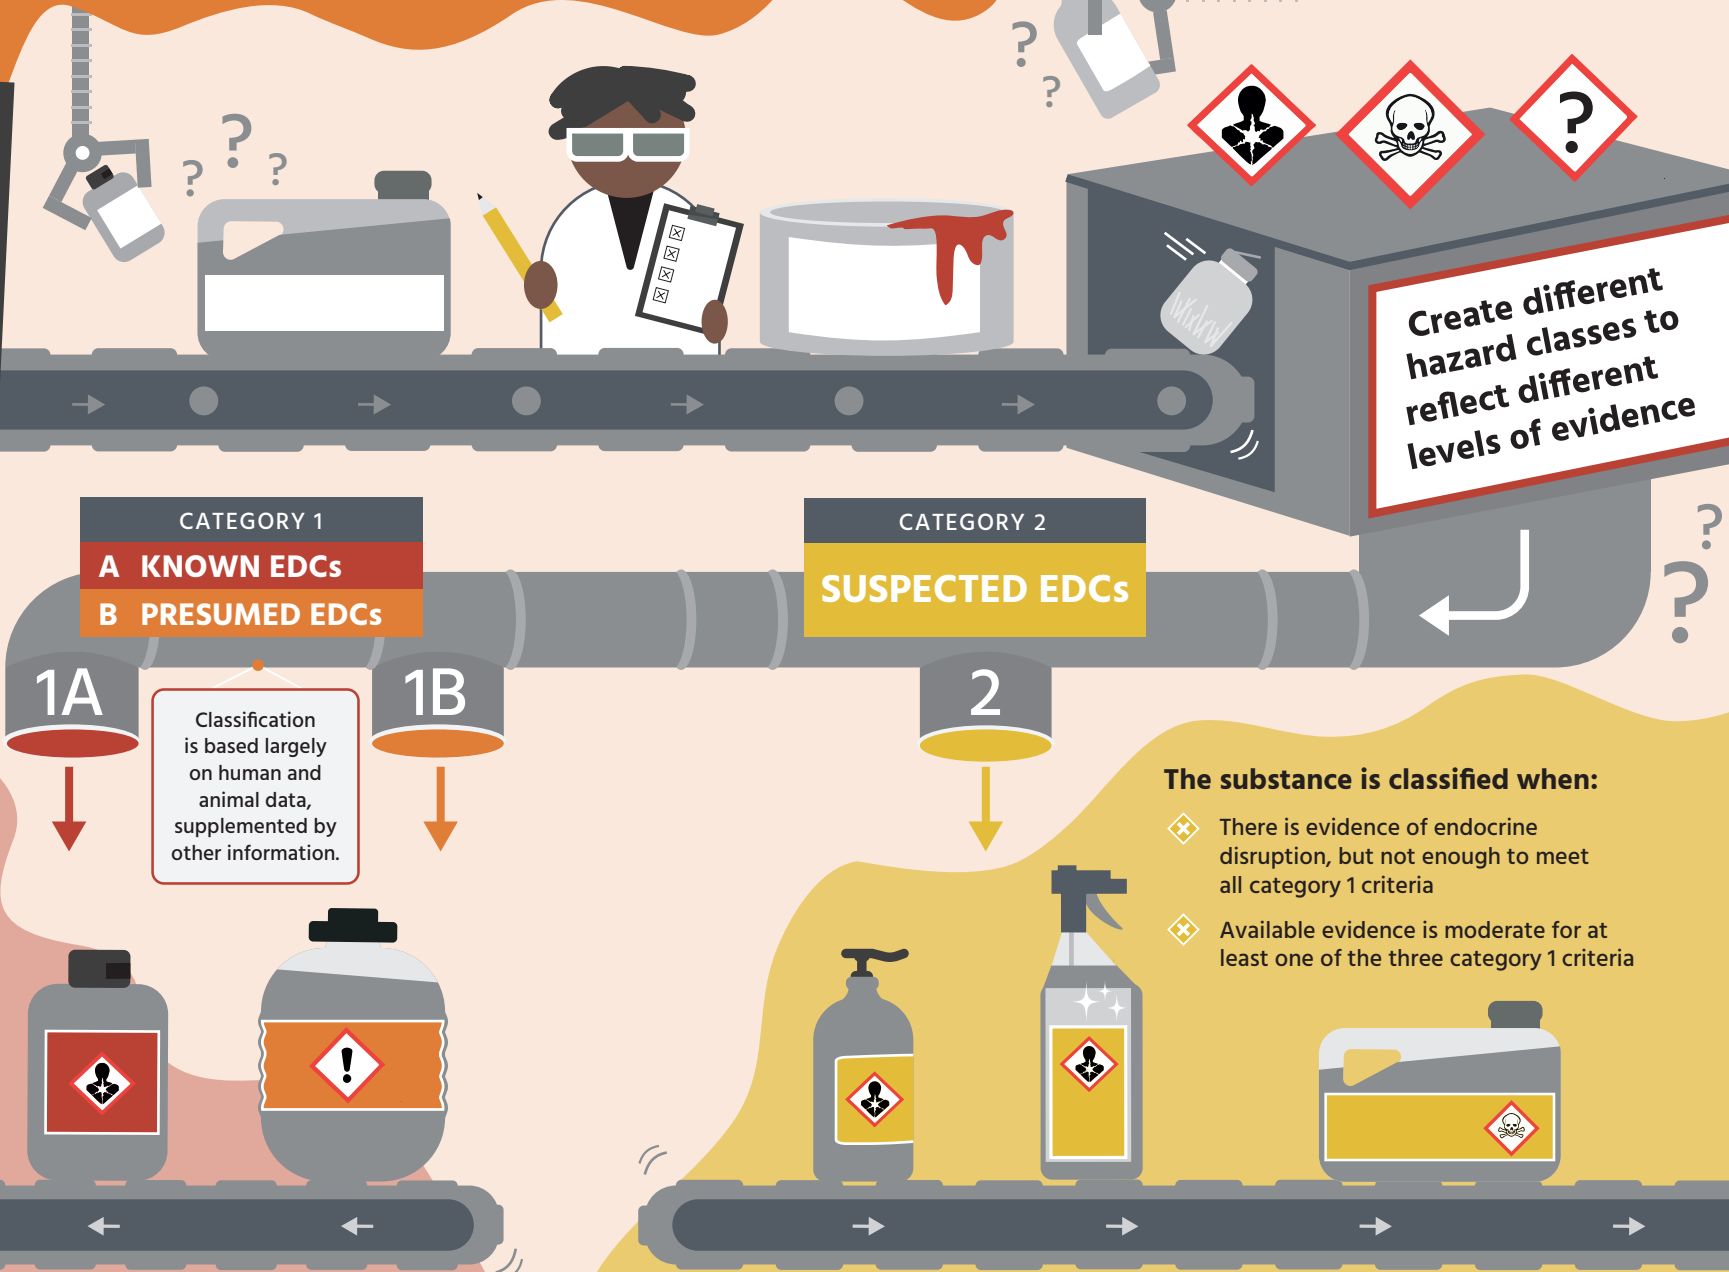 ?
?
?
?
?
?
Create different
hazard classes to
reflect different
levels of evidence
?
?
CATEGORY 1
A KNOWN EDCs
B PRESUMED EDCs
CATEGORY 2
SUSPECTED EDCs
1A
1B
2
Classification
is based largely
on human and
animal data,
supplemented by
other information.
The substance is classified when:
There is evidence of endocrine
disruption, but not enough to meet
all category 1 criteria
Available evidence is moderate for at
least one of the three category 1 criteria
!